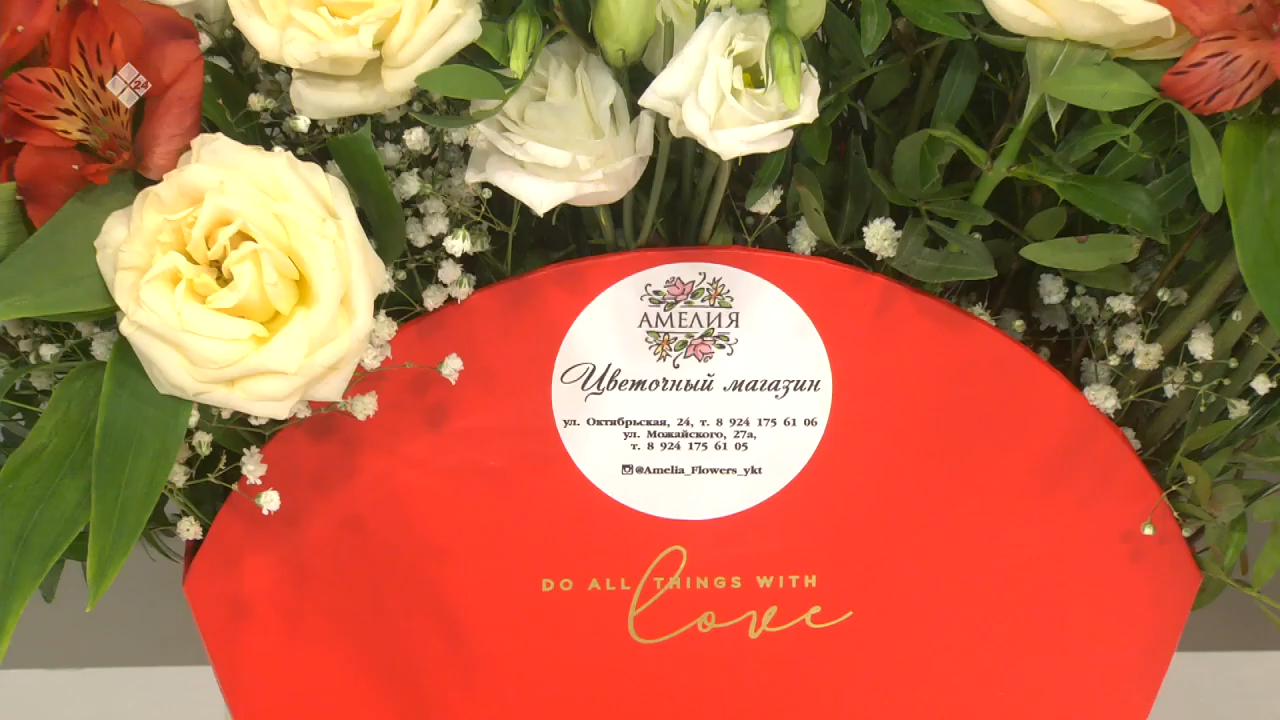 24
АМЕЛИЯ
Цветочный магазин
ул. Октябрьская, 24, т. 8 924 175 61 06
ул. Можайского, 27а,
т. 8 924 175 61 05
@Amelia_Flowers_ykt
DO ALL THINGS WITH
love